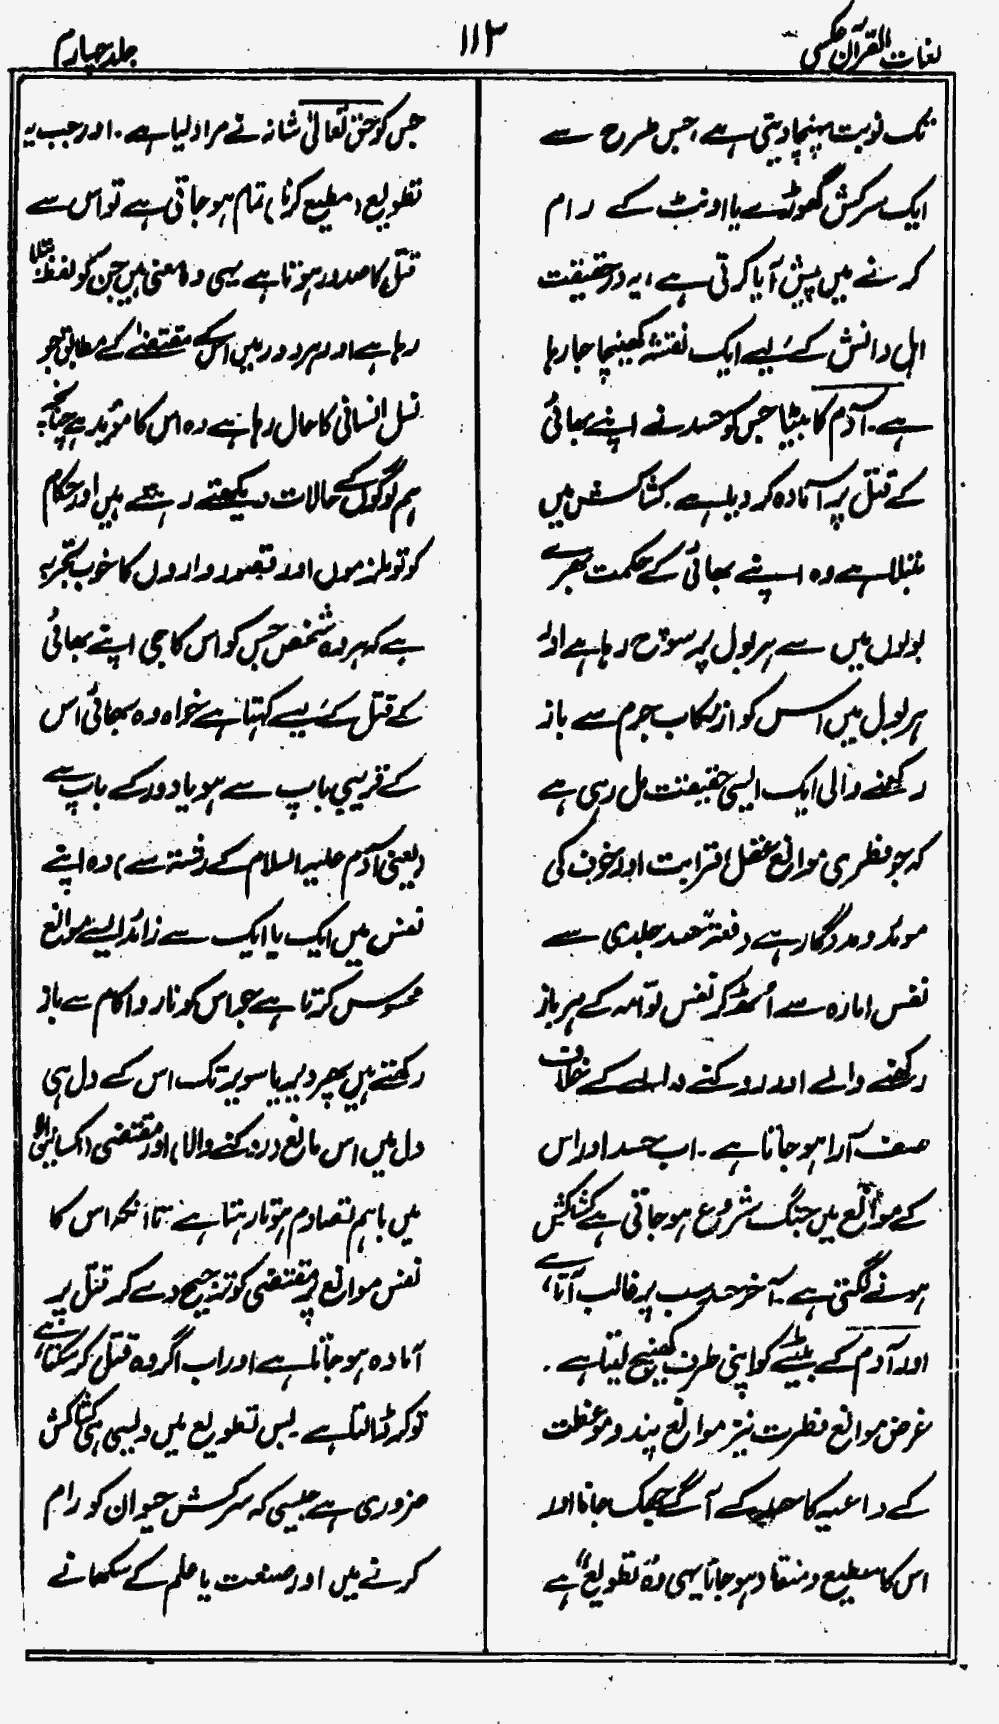 لغات القرآن عکسی
۱۱۳
جلد چہارم
تک نوبت پہنچا دیتی ہے، جس طرح سے
ایک سرکش گھوڑے یا اونٹ کے رام
کرنے میں پیش آیا کرتی ہے، یہ در حقیقت
اہل دانش کے لیے ایک نقشہ کھینچا جا رہا
ہے۔ آدم کا بیٹا جس کو حسد نے اپنے بھائی
کے قتل پر آمادہ کر دیا ہے۔ کشاکش میں
مبتلا ہے وہ اپنے بھائی کے حکمت بھرے
بولوں میں سے ہر بول پر سوچ رہا ہے اور
ہر بول میں اس کو ارتکاب جرم سے باز
رکھنے والی ایک ایسی حقیقت مل رہی ہے
کہ جو فطری موانع عقل، قرابت اور خوف کی
موید و مددگار ہے دفعۃً حسد جلدی سے
نفس امارہ سے اُمڈ کر نفس لوّامہ کے ہر باز
رکھنے والے اور روکنے والے کے خلاف
صف آرا ہو جاتا ہے۔ اب حسد اور اس
کے موانع میں جنگ شروع ہو جاتی ہے کشاکش
ہونے لگتی ہے۔ آخر حسد سب پر غالب آتا ہے،
اور آدم کے بیٹے کو اپنی طرف کھینچ لیتا ہے۔
غرض موانع فطرت نیز موانع پند و موعظت
کے داعیہ کا حسد کے آگے جھک جانا اور
اس کا مطیع و منقاد ہو جانا یہی وہ "تطویع" ہے
جس کو حق تعالیٰ شانہ نے مراد لیا ہے۔ اور جب یہ
تطویع (مطیع کرنا) تمام ہو جاتی ہے تو اس سے
قتل کا صدور ہوتا ہے یہی وہ معنی ہیں جن کو لفظ بتلا
رہا ہے اور ہر دور میں اس کے مقتضیٰ کے مطابق جو
نسل انسانی کا حال رہا ہے وہ اس کا مؤید ہے چنانچہ
ہم لوگوں کے حالات دیکھتے رہتے ہیں اور حکام
کو تو ملزموں اور قصور واروں کا خوب تجربہ
ہے کہ ہر وہ شخص جس کو اس کا جی اپنے بھائی
کے قتل کے لیے کہتا ہے خواہ وہ بھائی اس
کے قریبی باپ سے ہو یا دور کے باپ سے
(یعنی آدم علیہ السلام کے رشتہ سے) وہ اپنے
نفس میں ایک یا ایک سے زائد ایسے موانع
محسوس کرتا ہے جو اس کو ناروا کام سے باز
رکھتے ہیں پھر دیر یا سویر تک اس کے دل ہی
دل میں اس مانع (روکنے والا) اور مقتضی (اکسانیوالا)
میں باہم تصادم ہوتا رہتا ہے تا آنکہ اس کا
نفس موانع پر مقتضی کو ترجیح دے کر قتل پر
آمادہ ہو جاتا ہے اور اب اگر وہ قتل کر سکتا ہے،
تو کر ڈالتا ہے۔ پس تطویع میں ویسی ہی کشاکش
ضروری ہے جیسی کہ سرکش حیوان کو رام
کرنے میں اور صنعت یا علم کے سکھانے